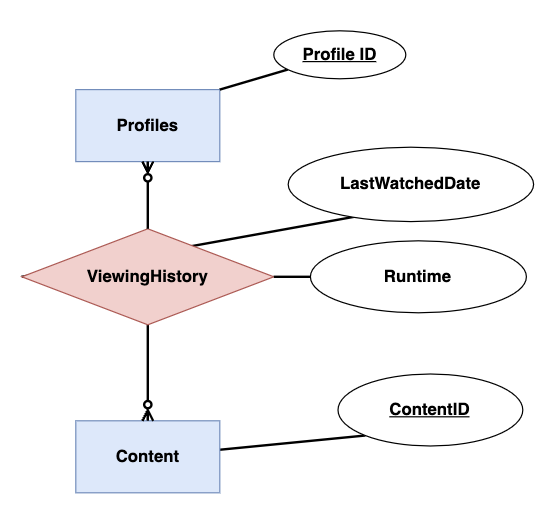 Profile ID
Profiles
LastWatchedDate
ViewingHistory
Runtime
ContentID
Content